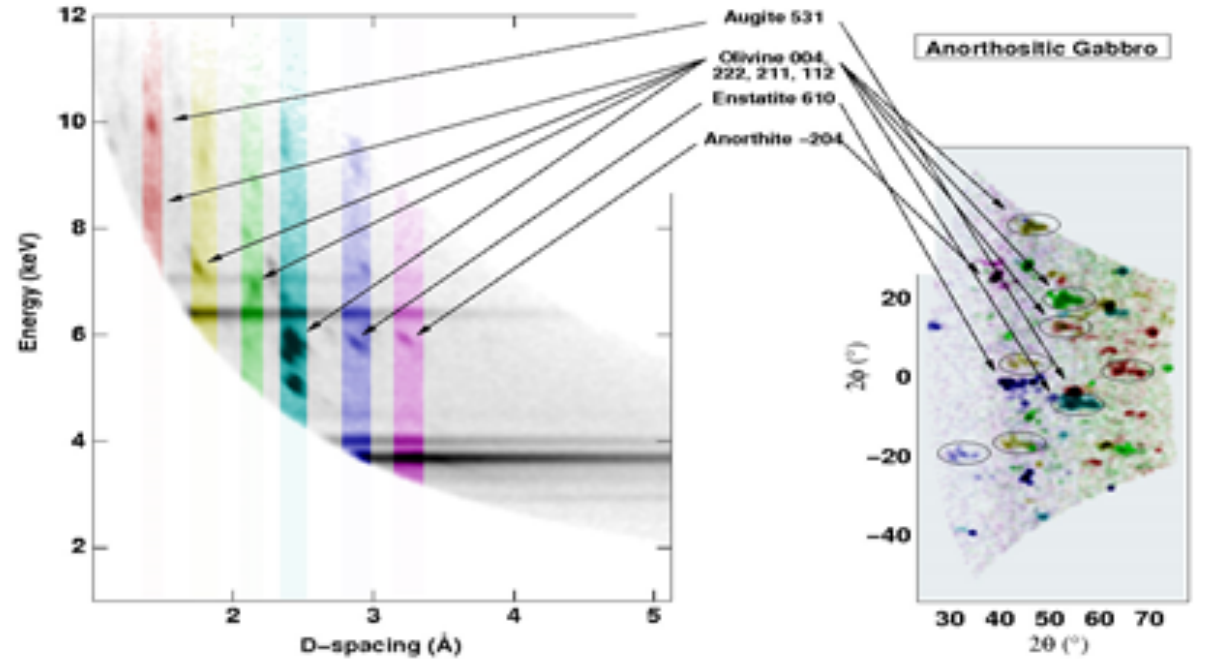 Augite 531
Olivine 004,
222, 211, 112
Enstatite 610
Anorthite -204
Anorthositic Gabbro
12
10
8
6
4
2
Energy (keV)
2
3
4
5
D-spacing (Å)
20
0
-20
-40
2φ (°)
30
40
50
60
70
2θ (°)